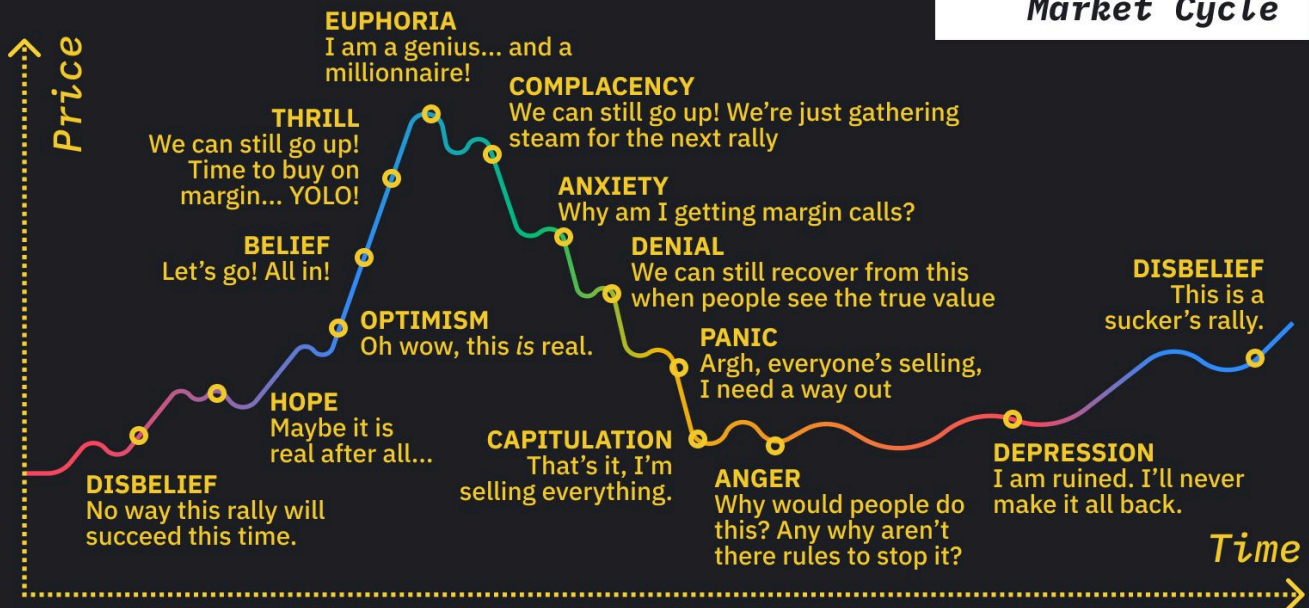 Market Cycle
Price
EUPHORIA
I am a genius... and a
millionnaire!
COMPLACENCY
We can still go up! We’re just gathering
steam for the next rally
THRILL
We can still go up!
Time to buy on
margin... YOLO!
ANXIETY
Why am I getting margin calls?
BELIEF
Let’s go! All in!
DENIAL
We can still recover from this
when people see the true value
DISBELIEF
This is a
sucker’s rally.
OPTIMISM
Oh wow, this is real.
PANIC
Argh, everyone’s selling,
I need a way out
HOPE
Maybe it is
real after all...
CAPITULATION
That’s it, I’m
selling everything.
DISBELIEF
No way this rally will
succeed this time.
ANGER
Why would people do
this? Any why aren’t
there rules to stop it?
DEPRESSION
I am ruined. I’ll never
make it all back.
Time